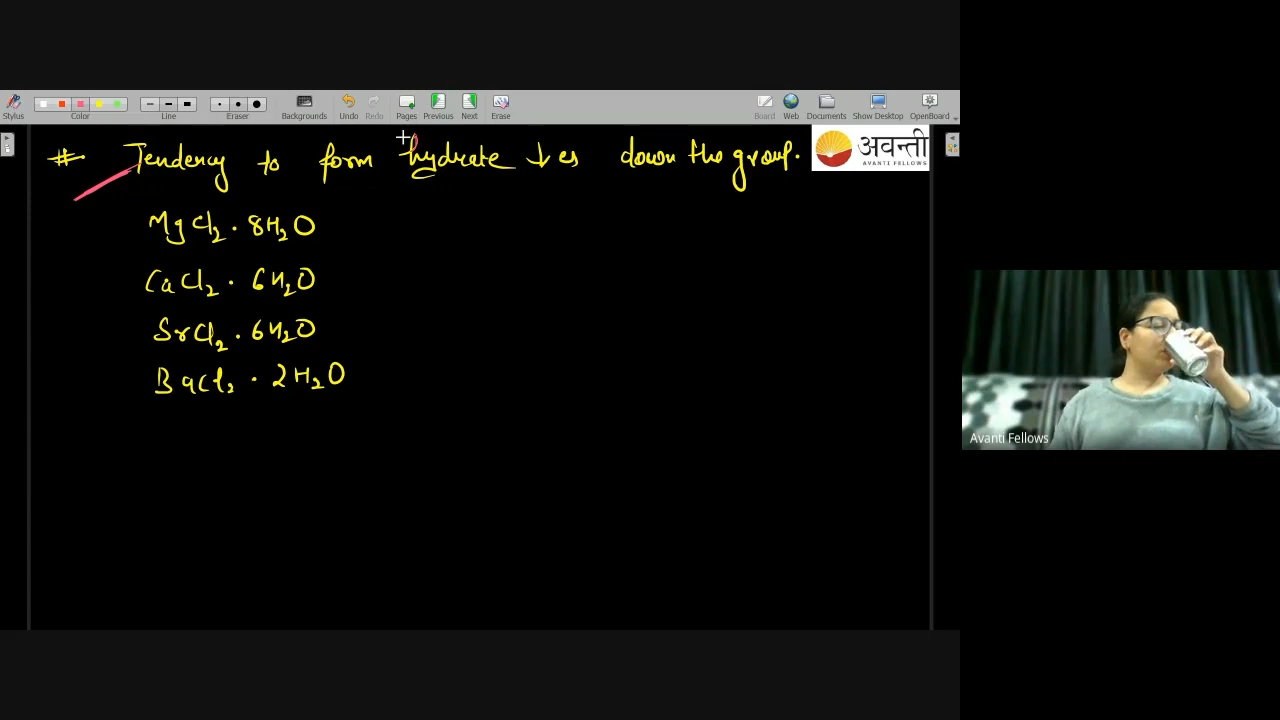 Stylus
Color
Line
Eraser
Backgrounds
Undo
Redo
Pages
Previous
Next
Erase
Board
Web
Documents
Show Desktop
OpenBoard
# Tendency to form hydrate ↓es down the group.
अवन्ती
AVANTI FELLOWS
MgCl₂ · 8H₂O
CaCl₂ · 6H₂O
SrCl₂ · 6H₂O
BaCl₂ · 2H₂O
Avanti Fellows